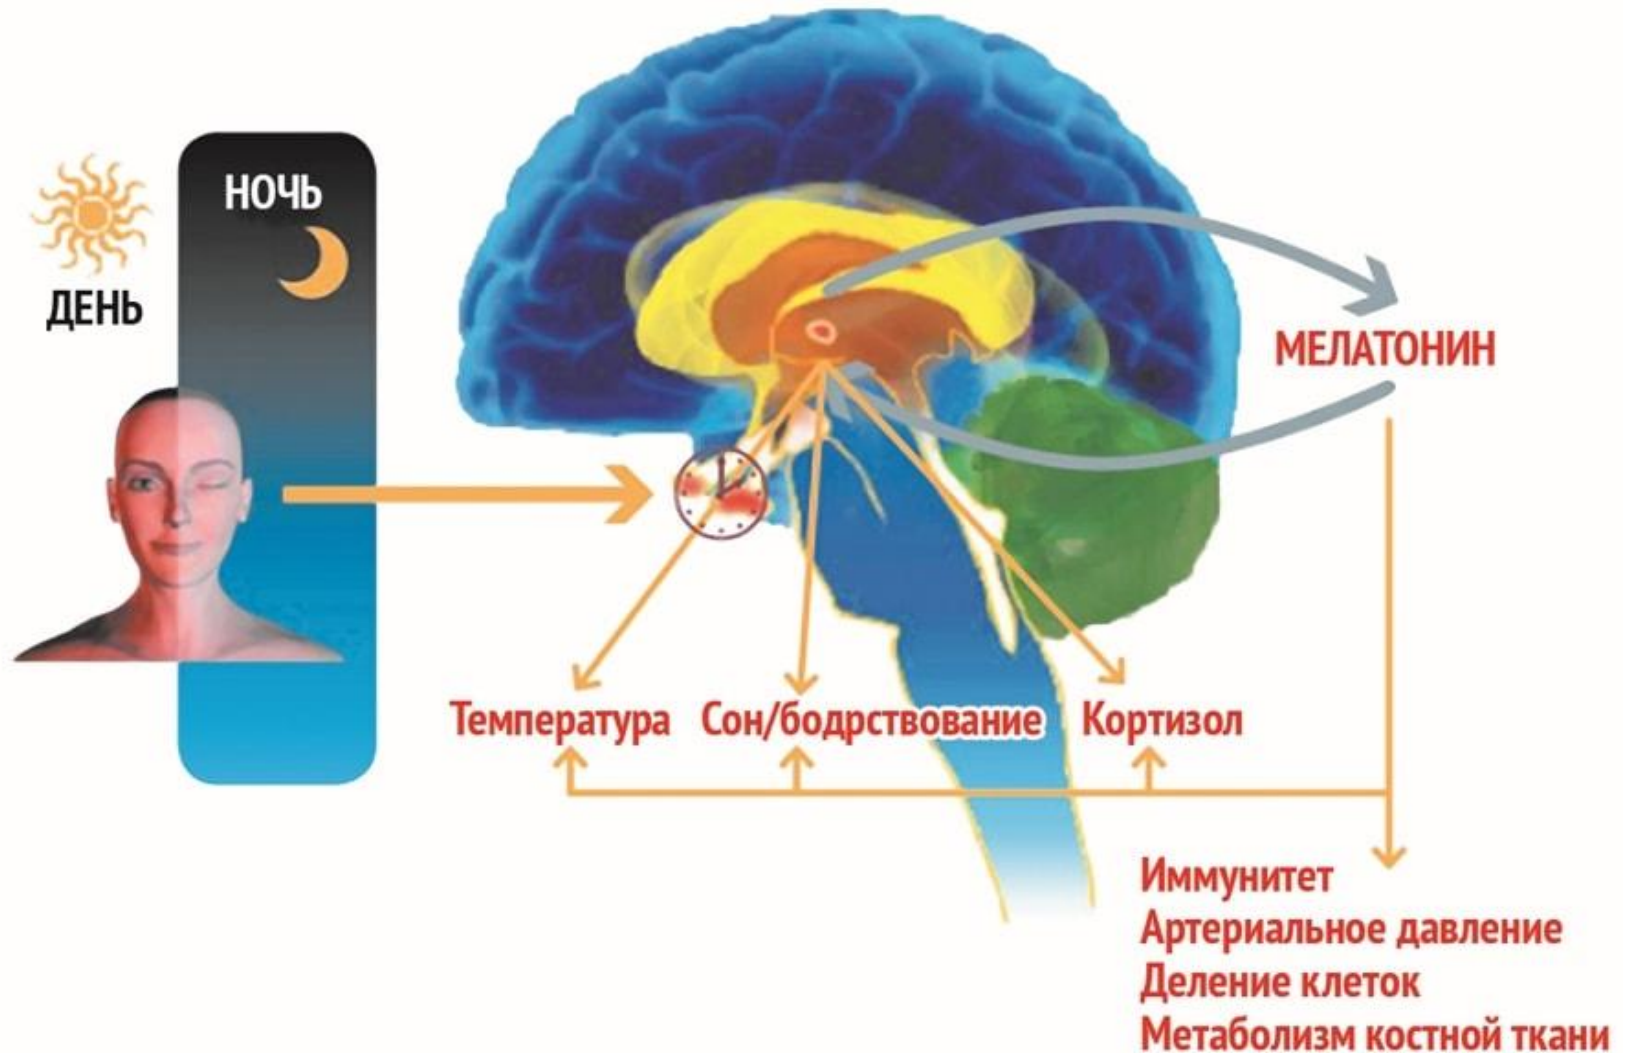 НОЧЬ
ДЕНЬ
МЕЛАТОНИН
Температура
Сон/бодрствование
Кортизол
Иммунитет
Артериальное давление
Деление клеток
Метаболизм костной ткани